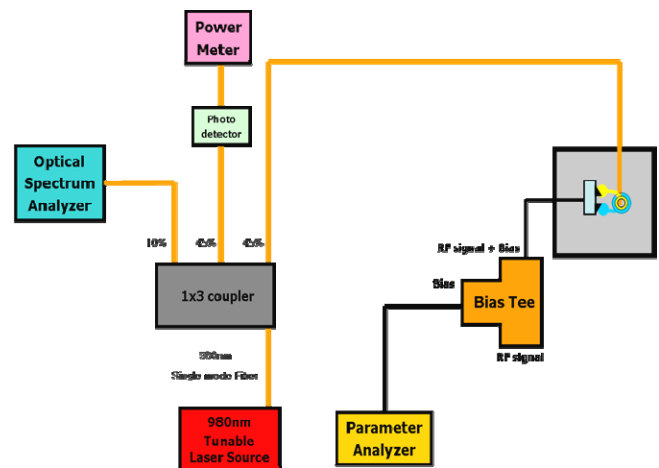 Power
Meter
Photo
detector
Optical
Spectrum
Analyzer
10%
45%
45%
RF signal + Bias
Bias
1x3 coupler
Bias Tee
RF signal
980nm
Single mode Fiber
980nm
Tunable
Laser Source
Parameter
Analyzer